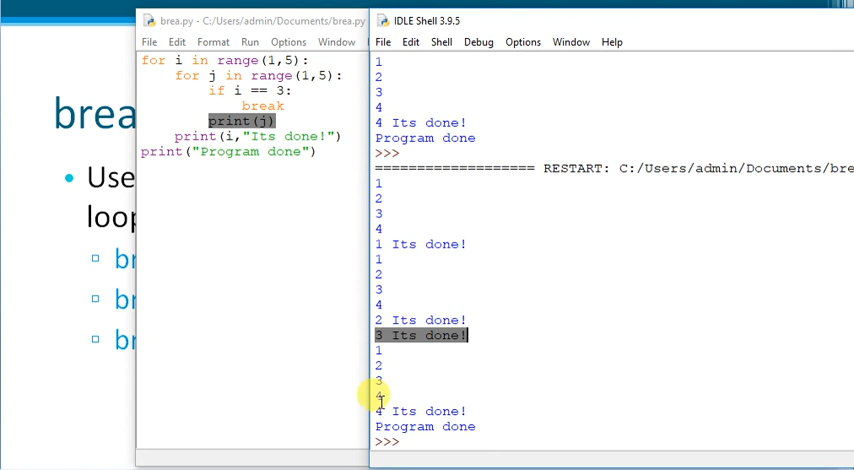 brea.py - C:/Users/admin/Documents/brea.py
File Edit Format Run Options Window
for i in range(1,5):
    for j in range(1,5):
        if i == 3:
            break
        print(j)
    print(i,"Its done!")
print("Program done")
brea
Use
loop
br
br
br
IDLE Shell 3.9.5
File Edit Shell Debug Options Window Help
1
2
3
4
4 Its done!
Program done
>>>
=================== RESTART: C:/Users/admin/Documents/bre
1
2
3
4
1 Its done!
1
2
3
4
2 Its done!
3 Its done!
1
2
3
4
4 Its done!
Program done
>>>